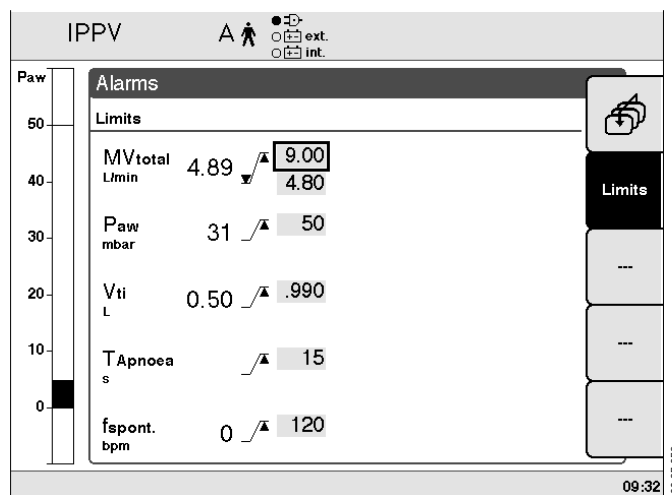 IPPV
A
ext.
int.
Paw
50
40
30
20
10
0
Alarms
Limits
MVtotal 4.89 9.00
L/min 4.80
Paw 31 50
mbar
Vti 0.50 .990
L
TApnoea 15
s
fspont. 0 120
bpm
Limits
---
---
---
09:32